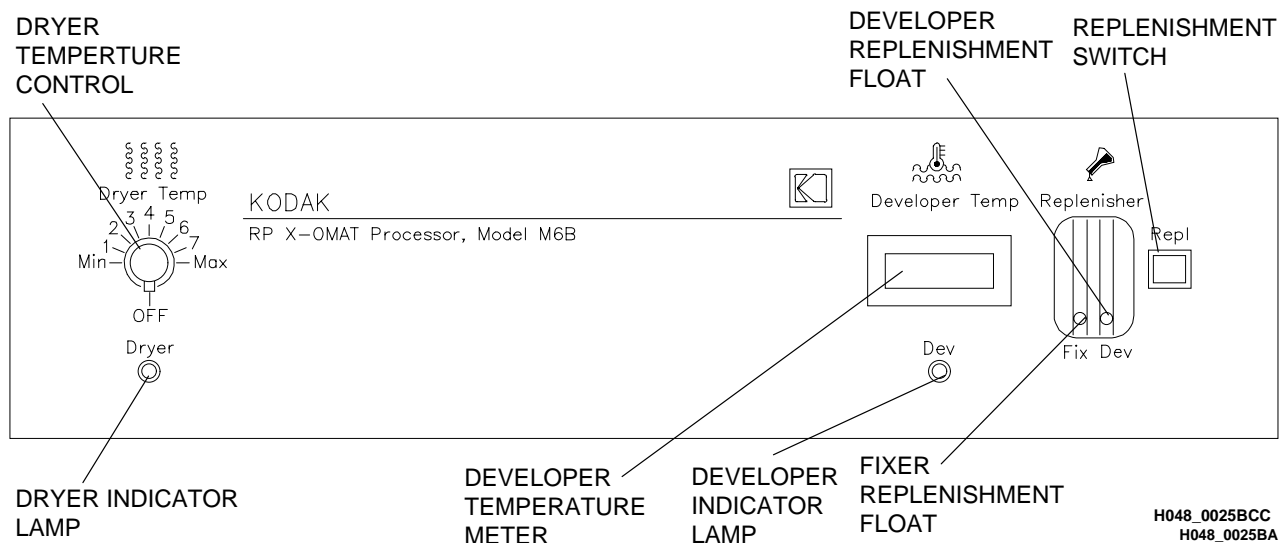 DRYER
TEMPERTURE
CONTROL
DEVELOPER
REPLENISHMENT
FLOAT
REPLENISHMENT
SWITCH
Dryer Temp
Min
1
2
3
4
5
6
7
Max
OFF
Dryer
KODAK
RP X-OMAT Processor, Model M6B
Developer Temp
Dev
Replenisher
Fix Dev
Repl
DRYER INDICATOR
LAMP
DEVELOPER
TEMPERATURE
METER
DEVELOPER
INDICATOR
LAMP
FIXER
REPLENISHMENT
FLOAT
H048_0025BCC
H048_0025BA